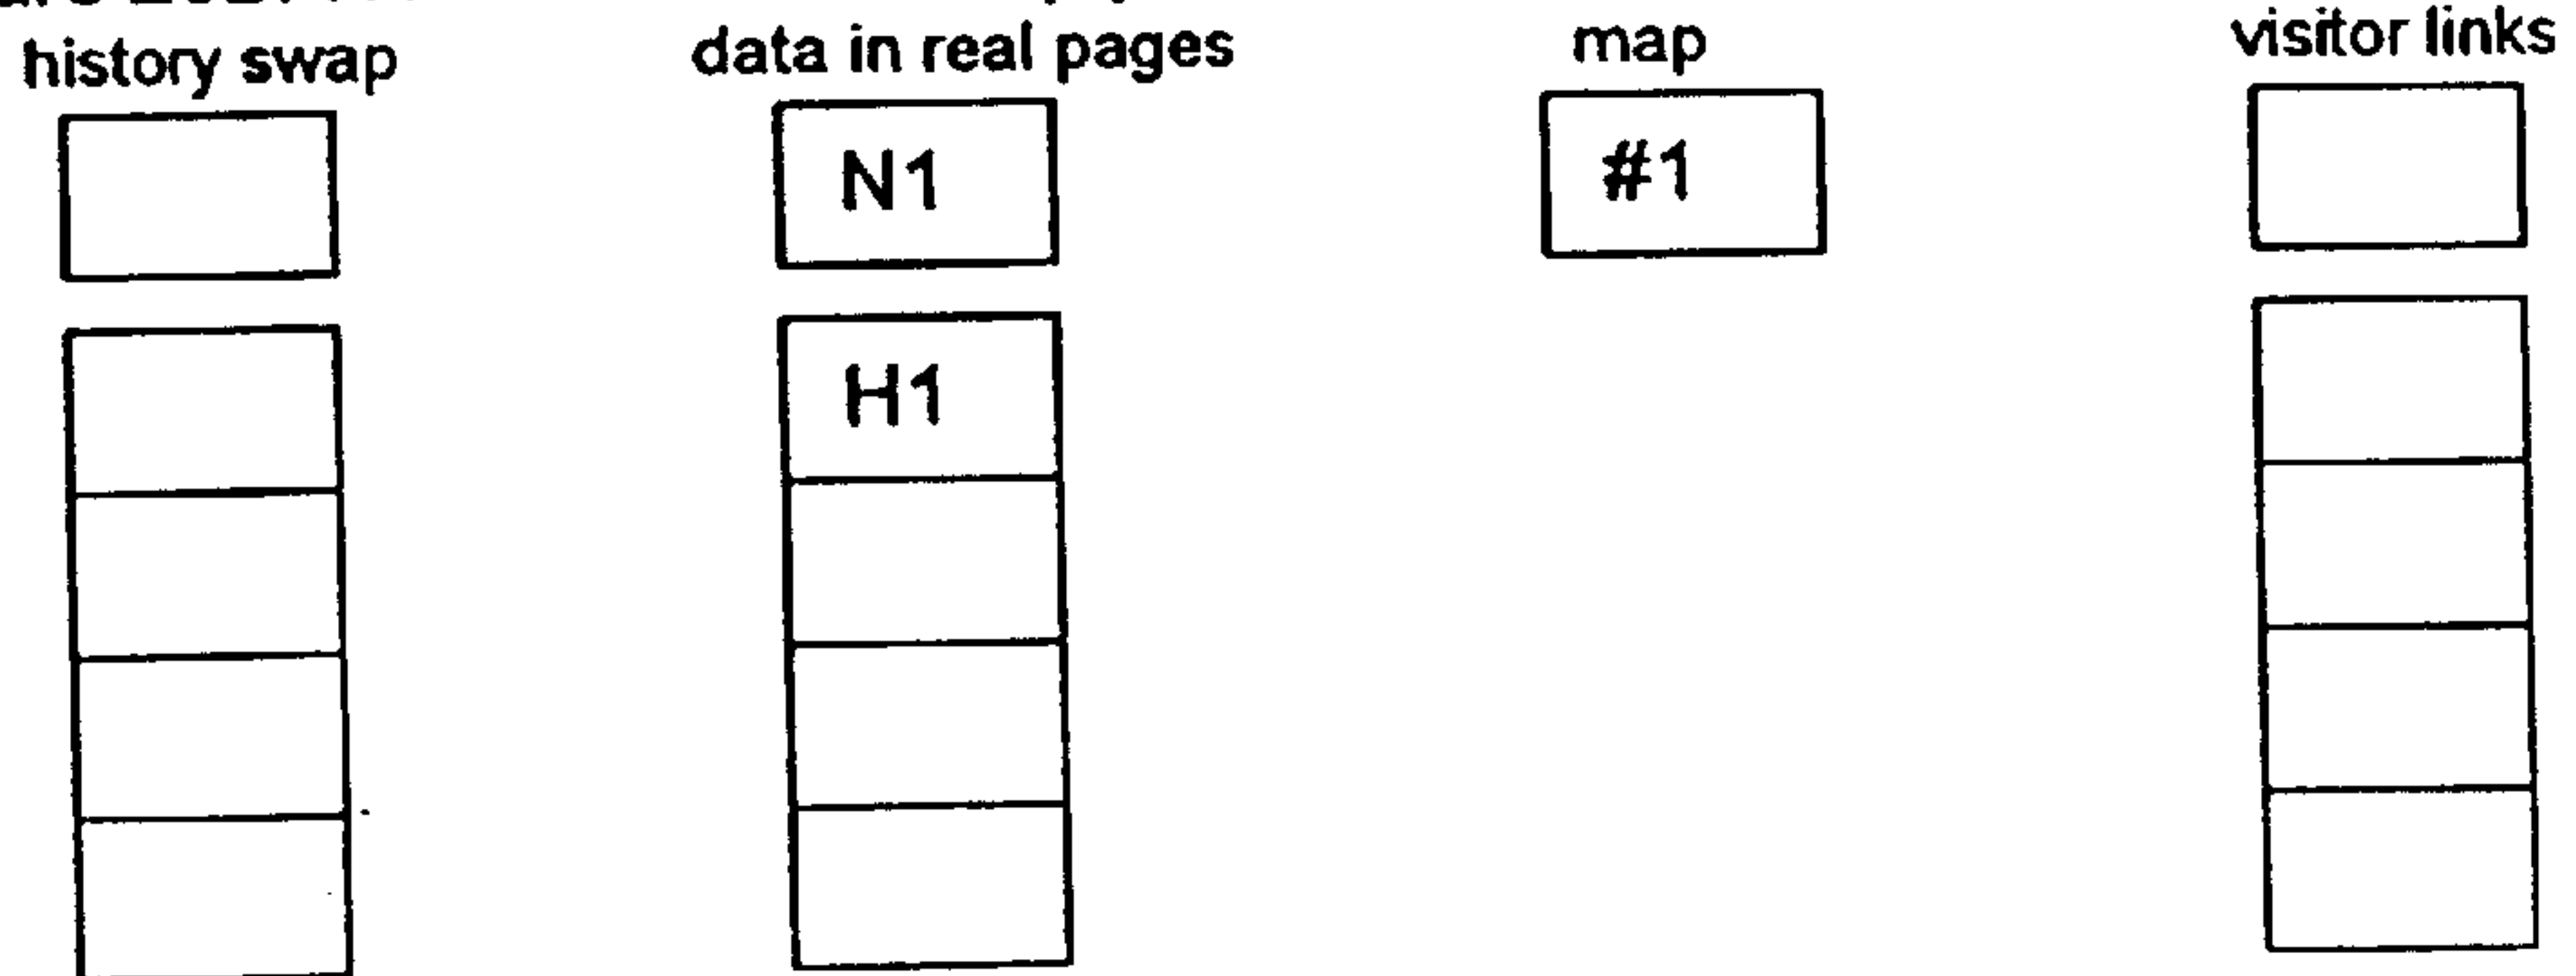 history swap
data in real pages
map
visitor links
N1
#1
H1